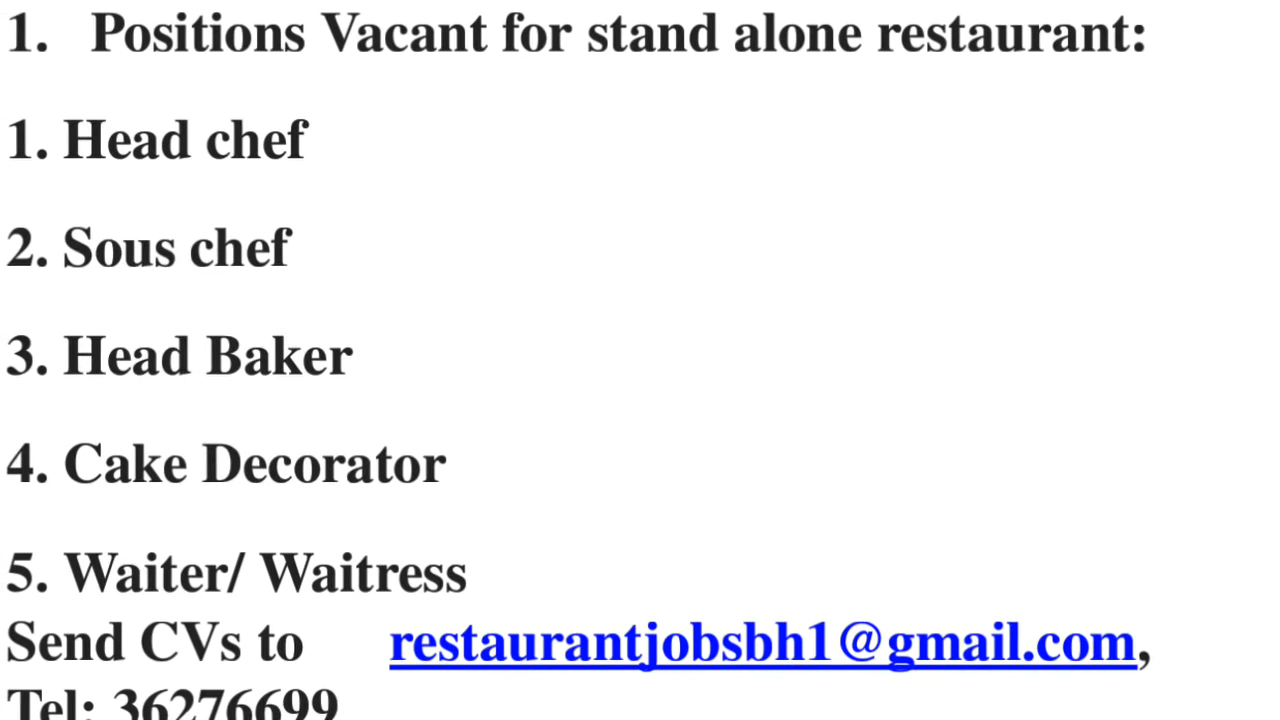 1. Positions Vacant for stand alone restaurant:
1. Head chef
2. Sous chef
3. Head Baker
4. Cake Decorator
5. Waiter/ Waitress
Send CVs to restaurantjobsbh1@gmail.com,
Tel: 36276699